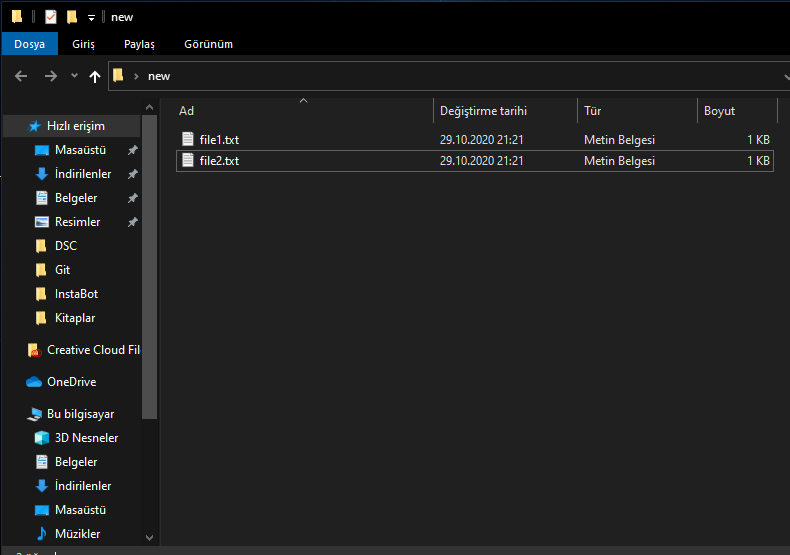 new
Dosya Giriş Paylaş Görünüm
new
Ad Değiştirme tarihi Tür Boyut
file1.txt 29.10.2020 21:21 Metin Belgesi 1 KB
file2.txt 29.10.2020 21:21 Metin Belgesi 1 KB
Hızlı erişim
Masaüstü
İndirilenler
Belgeler
Resimler
DSC
Git
InstaBot
Kitaplar
Creative Cloud Fil
OneDrive
Bu bilgisayar
3D Nesneler
Belgeler
İndirilenler
Masaüstü
Müzikler